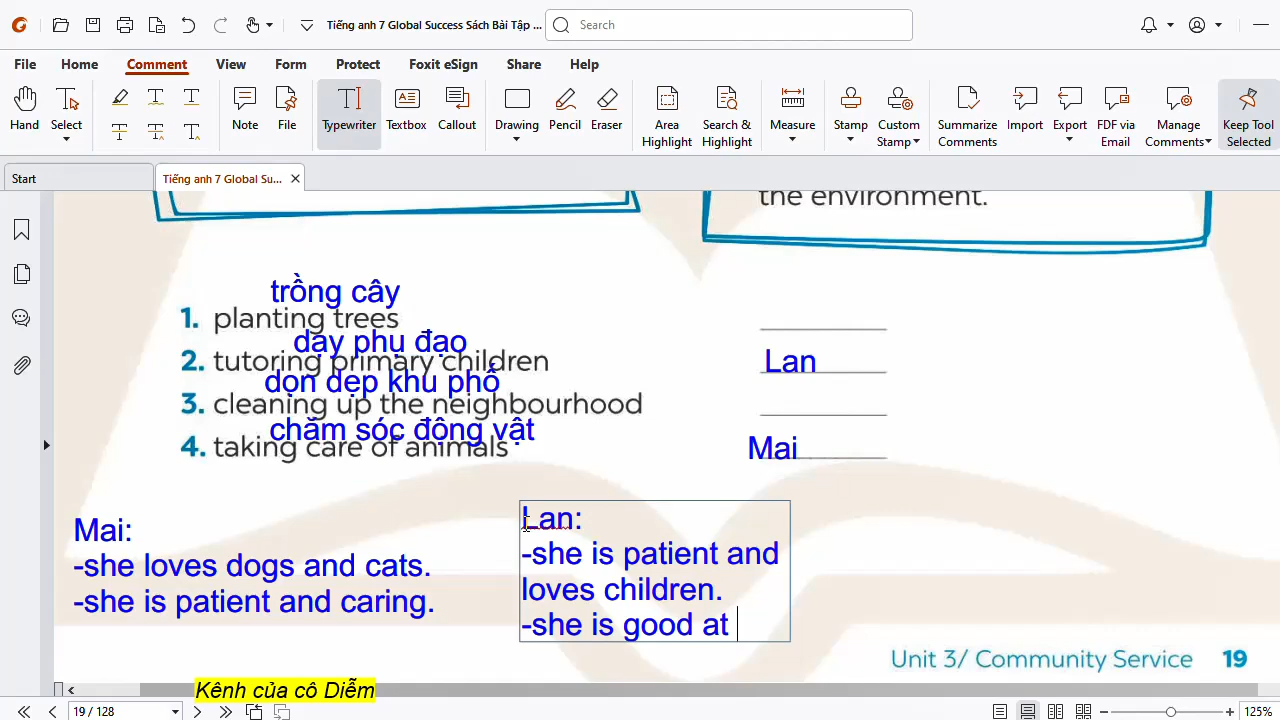 Tiếng anh 7 Global Success Sách Bài Tập ...
Search
File Home Comment View Form Protect Foxit eSign Share Help
Hand Select Note File Typewriter Textbox Callout Drawing Pencil Eraser Area Highlight Search & Highlight Measure Stamp Custom Stamp Summarize Comments Import Export FDF via Email Manage Comments Keep Tool Selected
Start Tiếng anh 7 Global Su...
the environment.
trồng cây
1. planting trees
dạy phụ đạo
2. tutoring primary children Lan
dọn dẹp khu phố
3. cleaning up the neighbourhood
chăm sóc động vật
4. taking care of animals Mai
Mai:
-she loves dogs and cats.
-she is patient and caring.
Lan:
-she is patient and
loves children.
-she is good at
Unit 3/ Community Service 19
Kênh của cô Diễm
19 / 128 125%